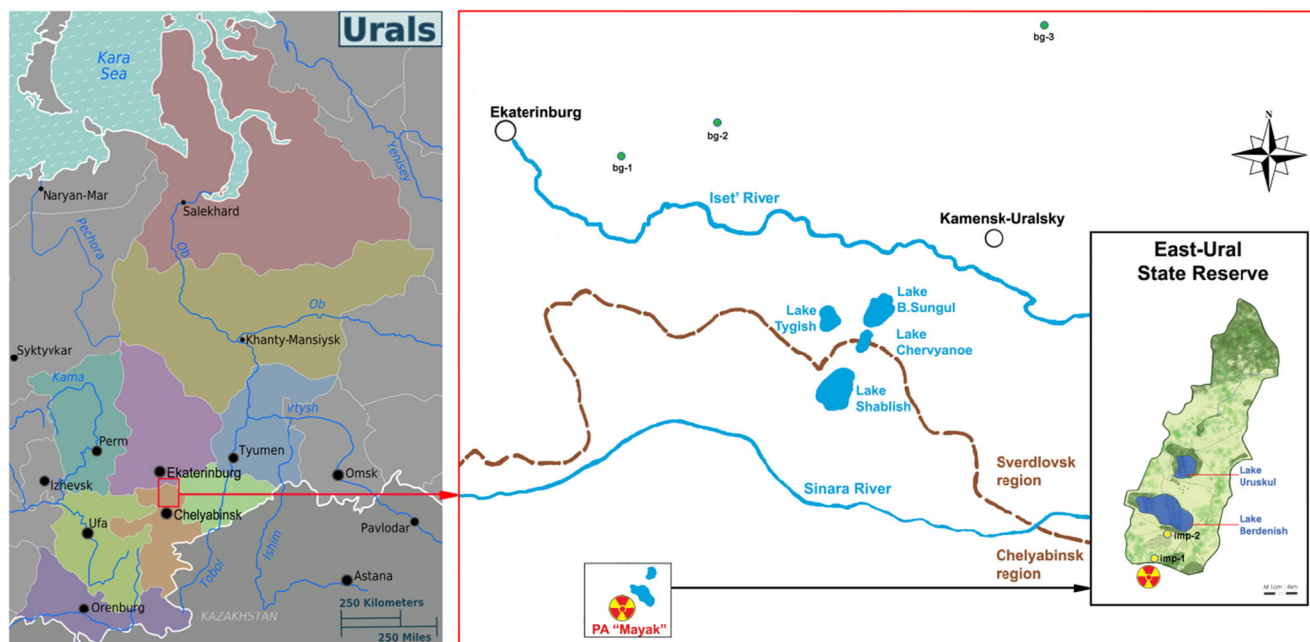 Urals
Kara
Sea
Yenisey
Naryan-Mar
Salekhard
Pechora
Ob
Ob
Khanty-Mansiysk
Syktyvkar
Kama
Irtysh
Perm
Tyumen
Omsk
Ekaterinburg
Izhevsk
Chelyabinsk
Ufa
Pavlodar
Tobol
Ishim
Astana
Orenburg
KAZAKHSTAN
250 Kilometers
250 Miles
bg-3
Ekaterinburg
bg-2
bg-1
N
Iset' River
Kamensk-Uralsky
Lake
B.Sungul
Lake
Tygish
Lake
Chervyanoe
Lake
Shablish
Sverdlovsk
region
Sinara River
Chelyabinsk
region
PA "Mayak"
East-Ural
State Reserve
Lake
Uruskul
Lake
Berdenish
imp-2
imp-1
M 1cm : 4km